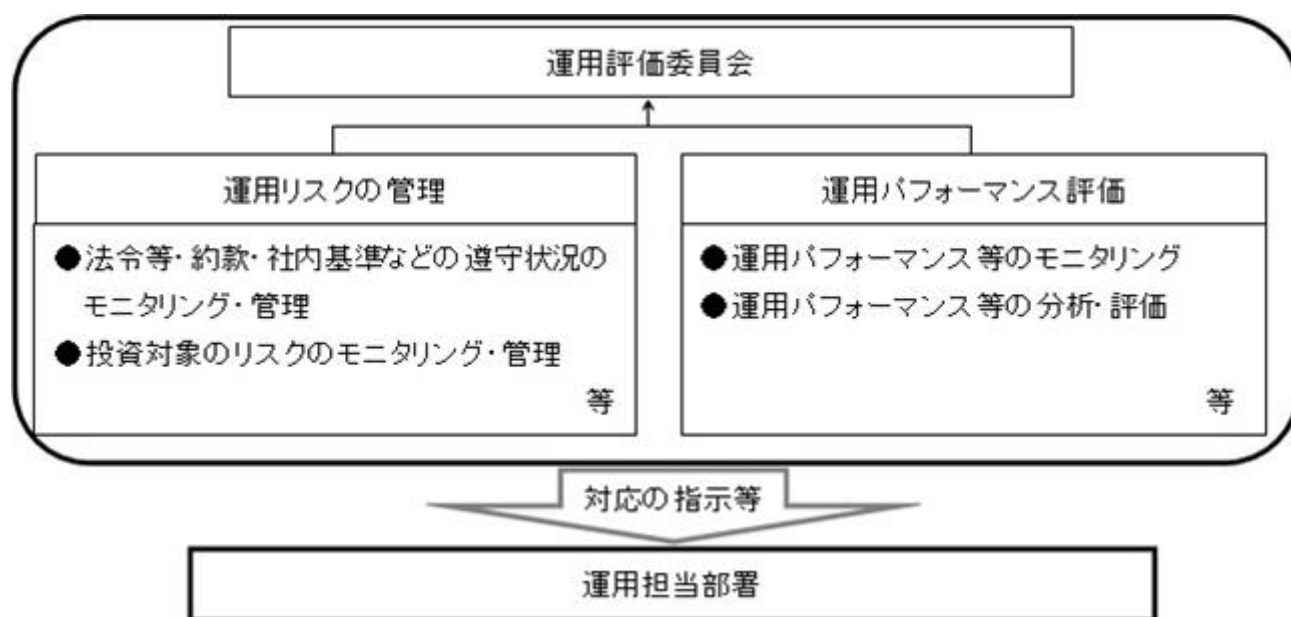 運用評価委員会
運用リスクの管理
●法令等・約款・社内基準などの遵守状況の
モニタリング・管理
●投資対象のリスクのモニタリング・管理
等
運用パフォーマンス評価
●運用パフォーマンス等のモニタリング
●運用パフォーマンス等の分析・評価
等
対応の指示等
運用担当部署